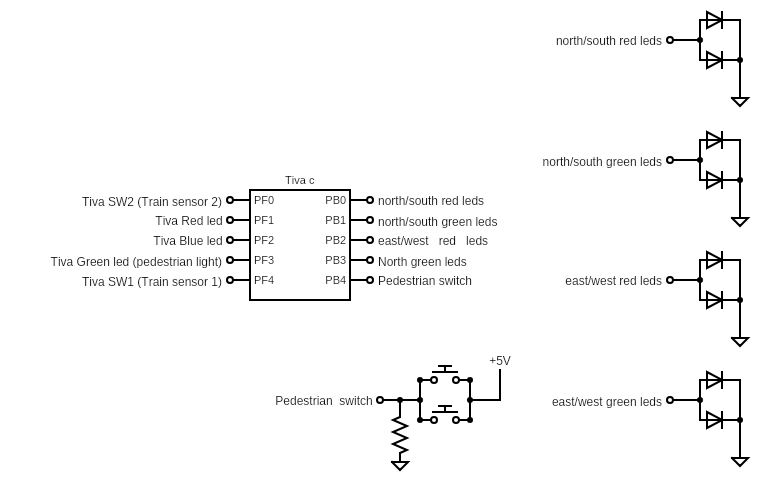 north/south red leds
north/south green leds
Tiva c
Tiva SW2 (Train sensor 2) PF0 PB0 north/south red leds
Tiva Red led PF1 PB1 north/south green leds
Tiva Blue led PF2 PB2 east/west red leds
Tiva Green led (pedestrian light) PF3 PB3 North green leds
Tiva SW1 (Train sensor 1) PF4 PB4 Pedestrian switch
east/west red leds
+5V
Pedestrian switch
east/west green leds